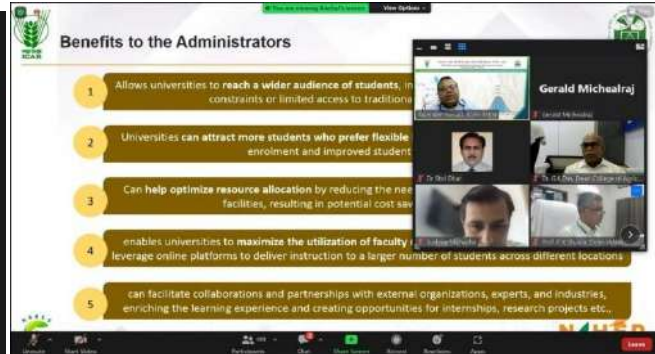 You are viewing Anchal's screen
View Options
ICAR
Benefits to the Administrators
1
Allows universities to reach a wider audience of students,
constraints or limited access to
2
Universities can attract more students who prefer flexible
enrolment and improved student
3
Can help optimize resource allocation by reducing the
facilities, resulting in potential cost
4
enables universities to maximize the utilization of faculty
leverage online platforms to deliver instruction to a larger number of students across different locations
5
can facilitate collaborations and partnerships with external organizations, experts, and industries,
enriching the learning experience and creating opportunities for internships, research projects etc.,
Gerald Michealraj
Gerald Michealraj
Unmute
Start Video
Participants
Chat
Share Screen
Record
Reactions
Apps
Leave